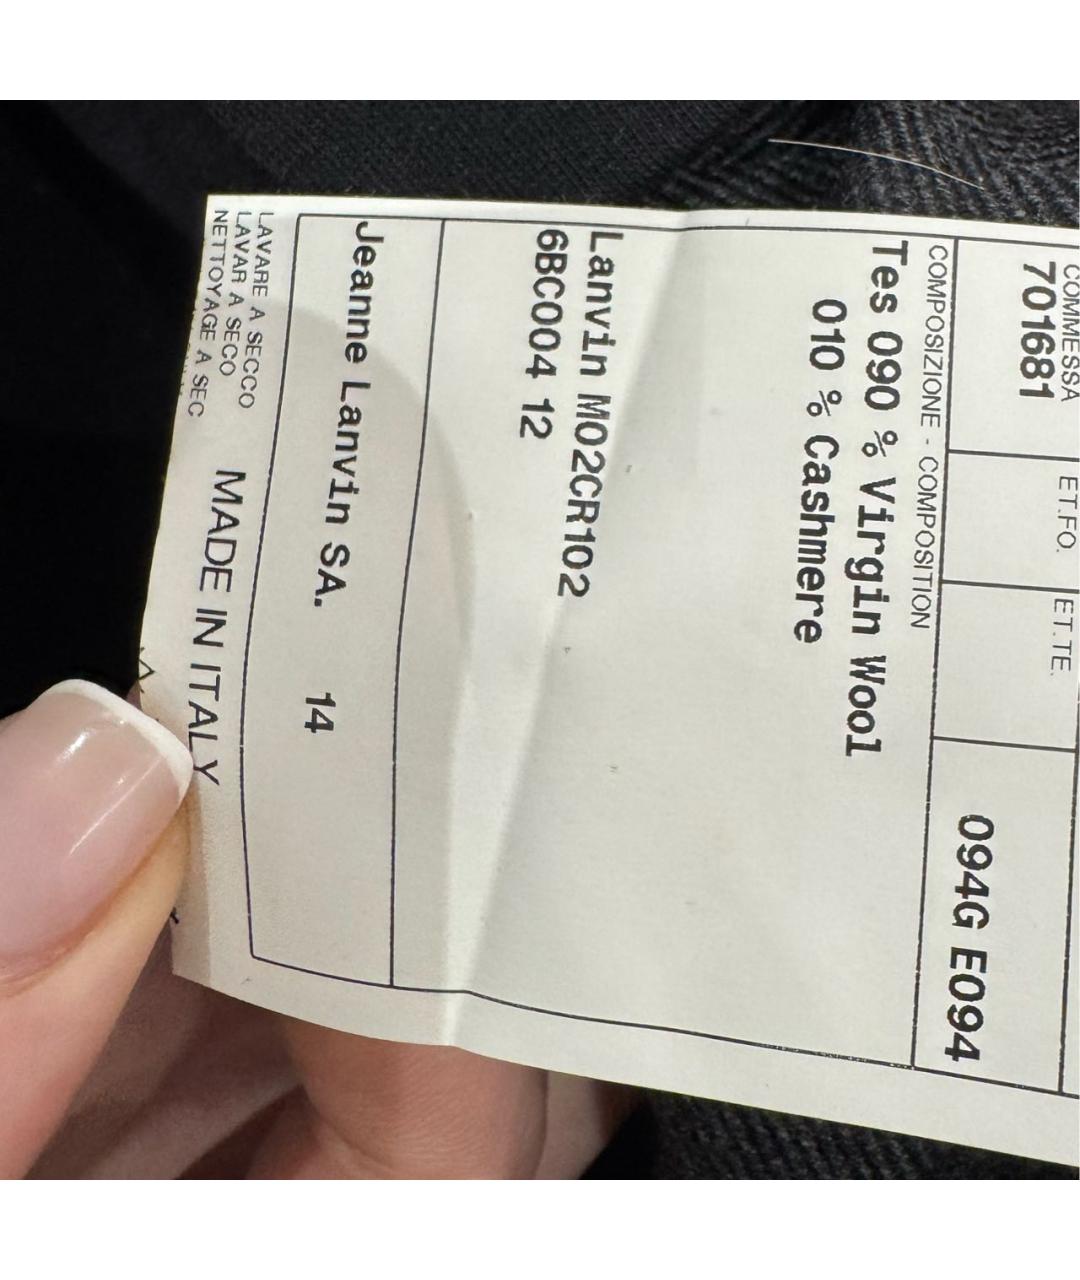 COMMESSA
701681
ET.FO.
ET.TE.
094G E094
COMPOSIZIONE - COMPOSITION
Tes 090 % Virgin Wool
010 % Cashmere
Lanvin M02CR102
6BC004 12
Jeanne Lanvin SA. 14
LAVARE A SECCO
LAVAR A SECO
NETTOYAGE A SEC
MADE IN ITALY